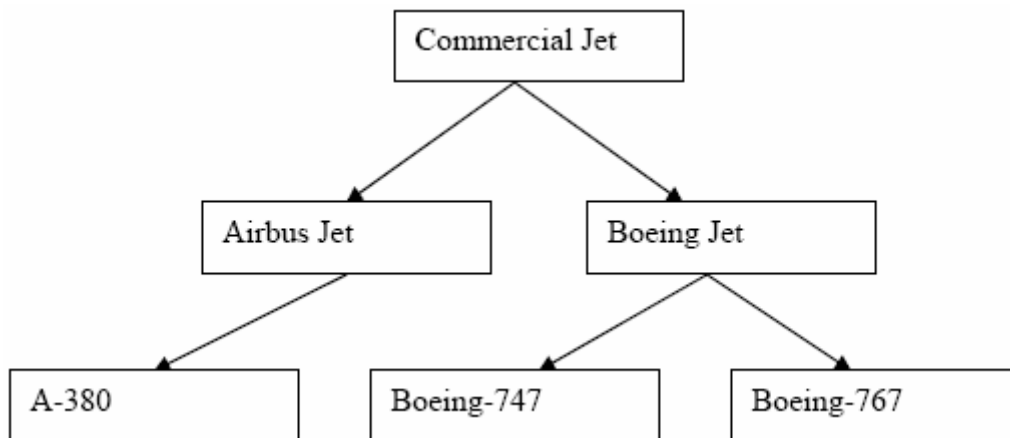 Commercial Jet
Airbus Jet
Boeing Jet
A-380
Boeing-747
Boeing-767